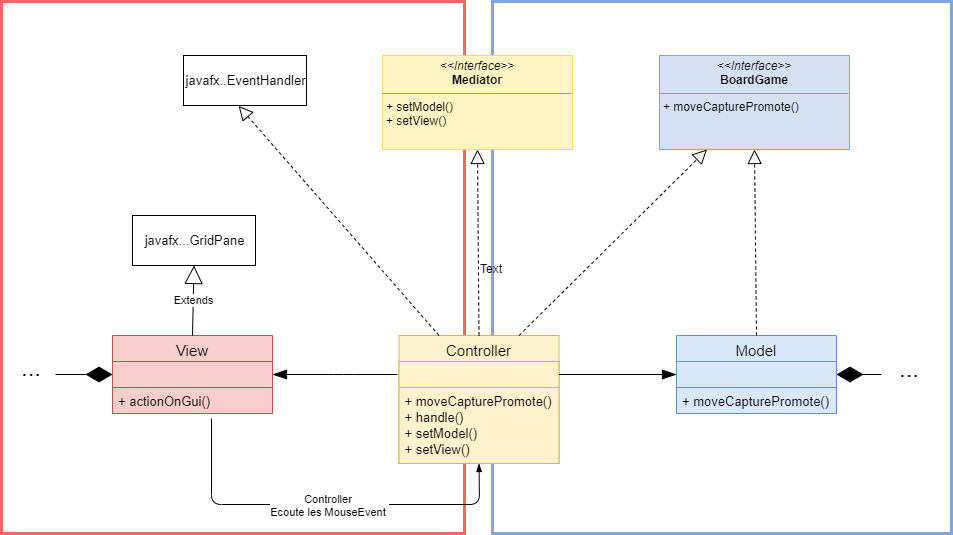 javafx..EventHandler
<<Interface>>
Mediator
+ setModel()
+ setView()
<<Interface>>
BoardGame
+ moveCapturePromote()
javafx...GridPane
Extends
Text
View
+ actionOnGui()
Controller
+ moveCapturePromote()
+ handle()
+ setModel()
+ setView()
Model
+ moveCapturePromote()
...
...
Controller
Ecoute les MouseEvent